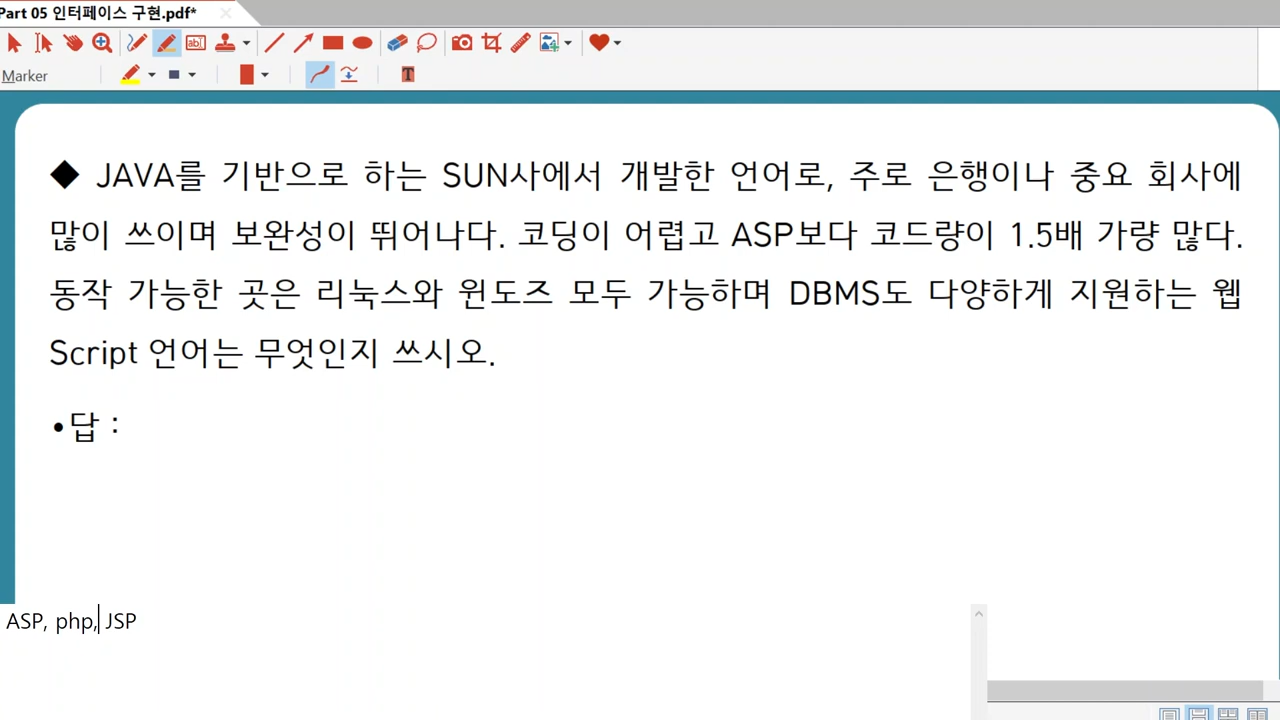 Part 05 인터페이스 구현.pdf*
Marker
T
◆ JAVA를 기반으로 하는 SUN사에서 개발한 언어로, 주로 은행이나 중요 회사에
많이 쓰이며 보완성이 뛰어나다. 코딩이 어렵고 ASP보다 코드량이 1.5배 가량 많다.
동작 가능한 곳은 리눅스와 윈도즈 모두 가능하며 DBMS도 다양하게 지원하는 웹
Script 언어는 무엇인지 쓰시오.
•답 :
ASP, php, JSP